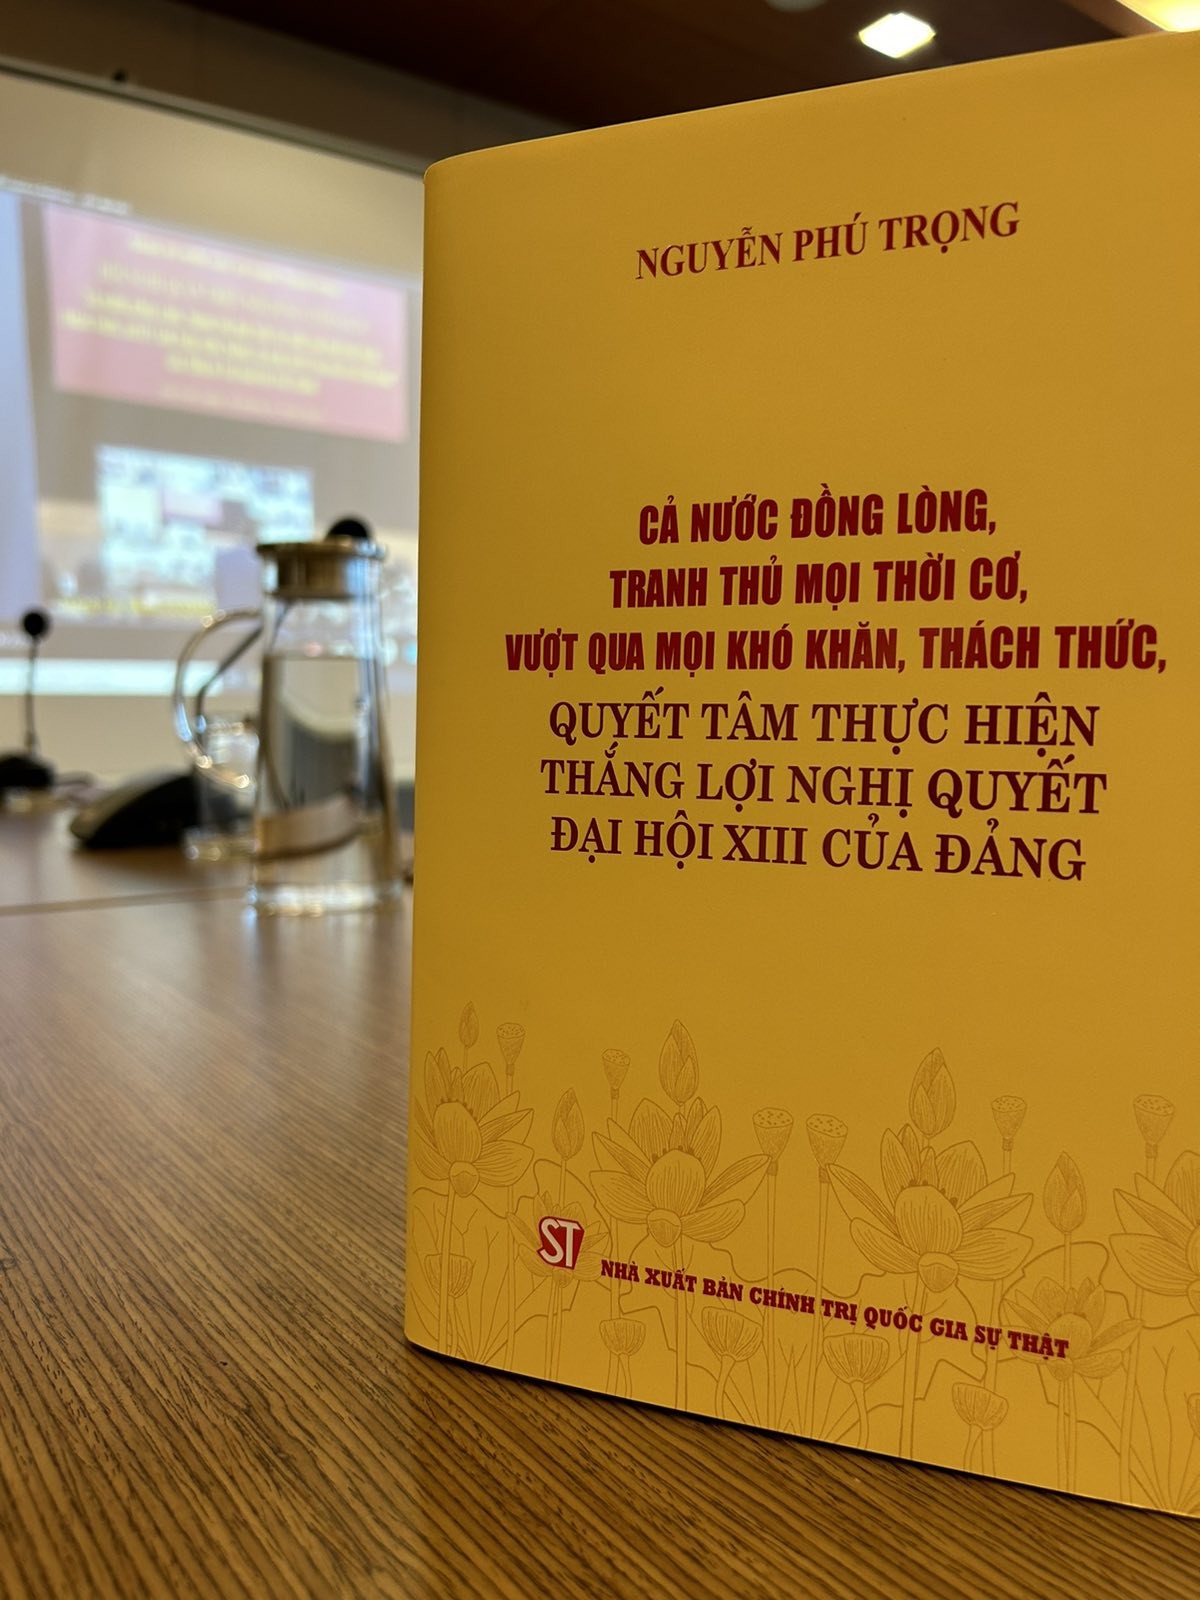 NGUYỄN PHÚ TRỌNG
CẢ NƯỚC ĐỒNG LÒNG,
TRANH THỦ MỌI THỜI CƠ,
VƯỢT QUA MỌI KHÓ KHĂN, THÁCH THỨC,
QUYẾT TÂM THỰC HIỆN
THẮNG LỢI NGHỊ QUYẾT
ĐẠI HỘI XIII CỦA ĐẢNG
ST
NHÀ XUẤT BẢN CHÍNH TRỊ QUỐC GIA SỰ THẬT